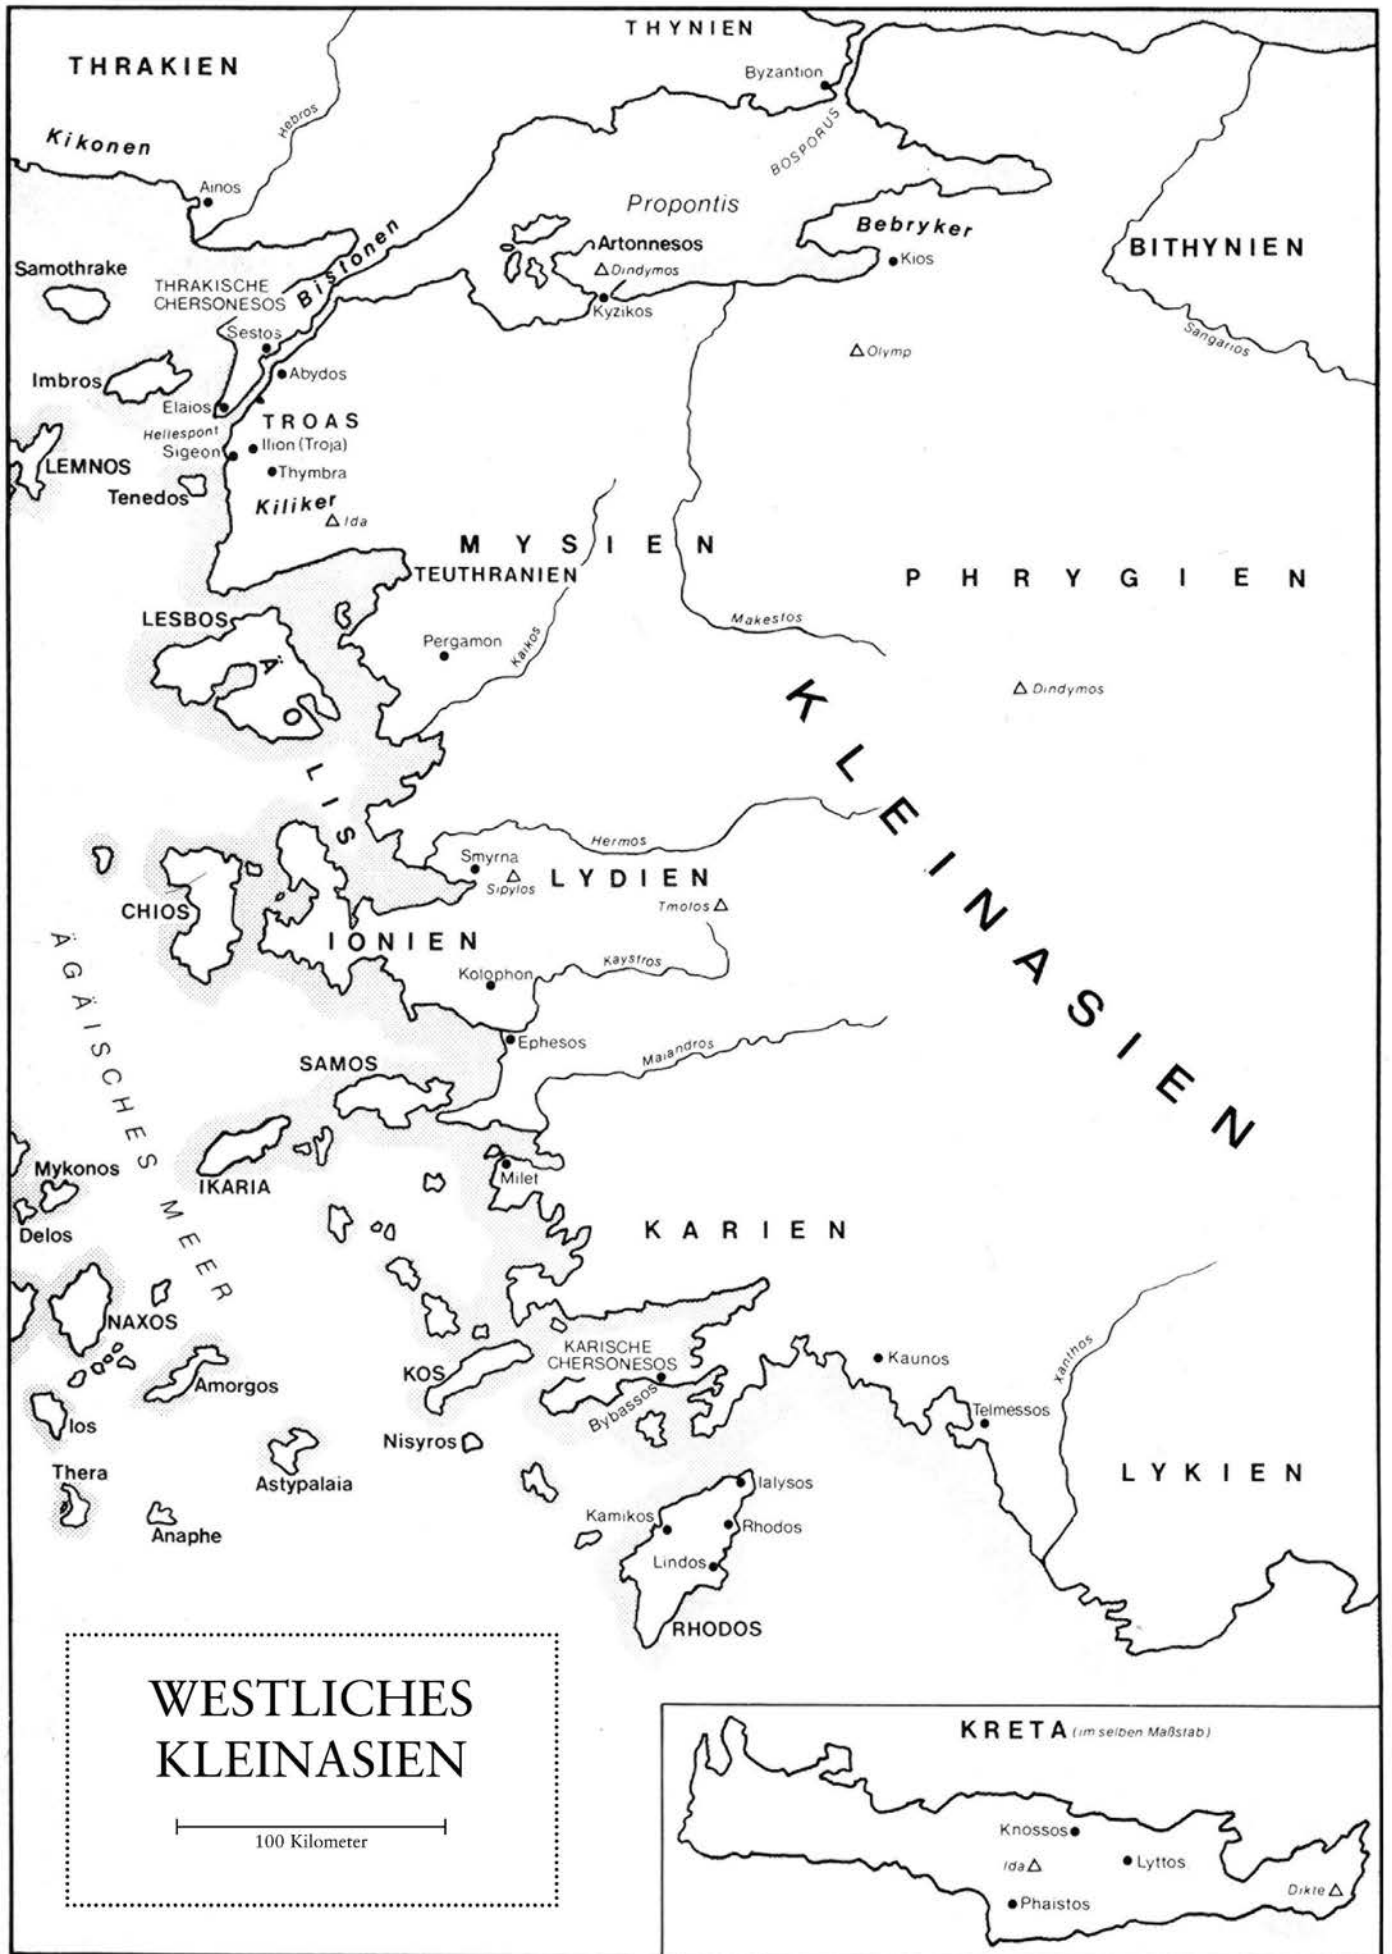 THYNIEN
THRAKIEN
Byzantion
Hebros
Kikonen
BOSPORUS
Ainos
Propontis
Bistonen
Bebryker
Artonnesos
BITHYNIEN
Kios
Samothrake
Dindymos
THRAKISCHE
CHERSONESOS
Kyzikos
Sestos
Sangarios
Olymp
Abydos
Imbros
Elaios
TROAS
Hellespont
Ilion (Troja)
Sigeon
LEMNOS
Thymbra
Tenedos
Kiliker
Ida
MYSIEN
TEUTHRANIEN
PHRYGIEN
LESBOS
Makestos
Pergamon
Kaikos
Dindymos
ÄOLIS
KLEINASIEN
Hermos
Smyrna
Sipylos
LYDIEN
Tmolos
CHIOS
IONIEN
Kaystros
Kolophon
ÄGÄISCHES MEER
Ephesos
Maiandros
SAMOS
Mykonos
IKARIA
Milet
Delos
KARIEN
NAXOS
KARISCHE
CHERSONESOS
Kaunos
Xanthos
KOS
Amorgos
Bybassos
Telmessos
Ios
Nisyros
Thera
Astypalaia
LYKIEN
Ialysos
Anaphe
Kamikos
Rhodos
Lindos
RHODOS
WESTLICHES
KLEINASIEN
100 Kilometer
KRETA (im selben Maßstab)
Knossos
Ida
Lyttos
Dikte
Phaistos